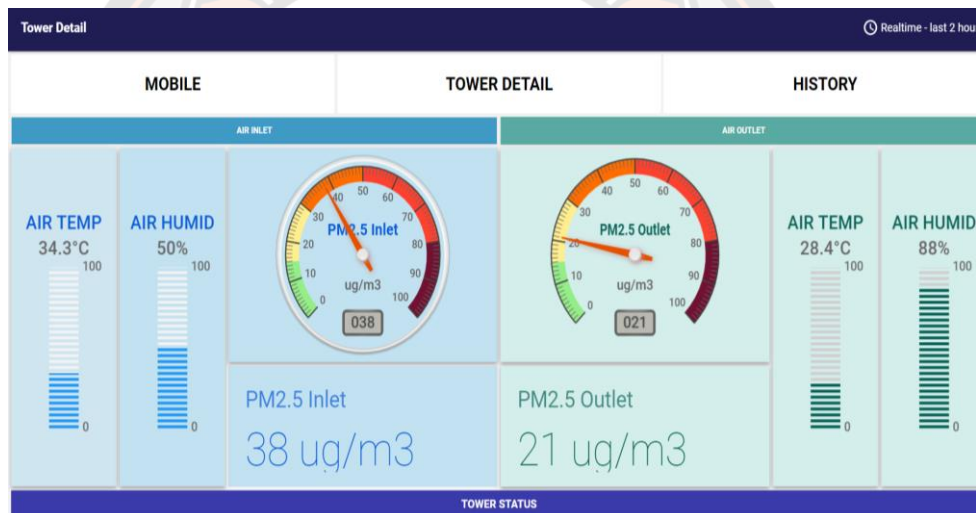 Tower Detail
Realtime - last 2 hour
MOBILE
TOWER DETAIL
HISTORY
AIR INLET
AIR OUTLET
AIR TEMP
34.3°C
100
0
AIR HUMID
50%
100
0
0
10
20
30
40
50
60
70
80
90
100
PM2.5 Inlet
ug/m3
038
PM2.5 Inlet
38 ug/m3
0
10
20
30
40
50
60
70
80
90
100
PM2.5 Outlet
ug/m3
021
PM2.5 Outlet
21 ug/m3
AIR TEMP
28.4°C
100
0
AIR HUMID
88%
100
0
TOWER STATUS